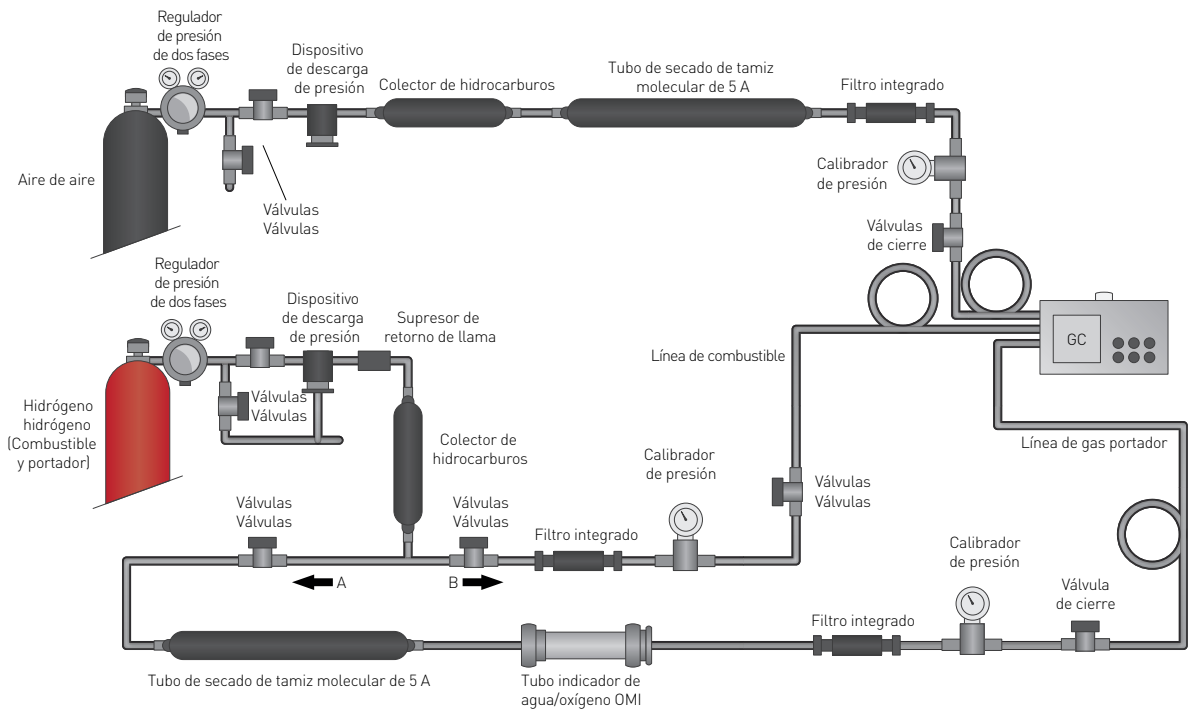 Regulador
de presión
de dos fases
Dispositivo
de descarga
de presión
Colector de hidrocarburos
Tubo de secado de tamiz
molecular de 5 A
Filtro integrado
Aire de aire
Válvulas
Válvulas
Calibrador
de presión
Válvulas
de cierre
Regulador
de presión
de dos fases
Dispositivo
de descarga
de presión
Supresor de
retorno de llama
Línea de combustible
GC
Hidrógeno
hidrógeno
(Combustible
y portador)
Válvulas
Válvulas
Colector de
hidrocarburos
Línea de gas portador
Calibrador
de presión
Válvulas
Válvulas
Válvulas
Válvulas
Válvulas
Válvulas
Filtro integrado
A
B
Calibrador
de presión
Válvula
de cierre
Filtro integrado
Tubo de secado de tamiz molecular de 5 A
Tubo indicador de
agua/oxígeno OMI